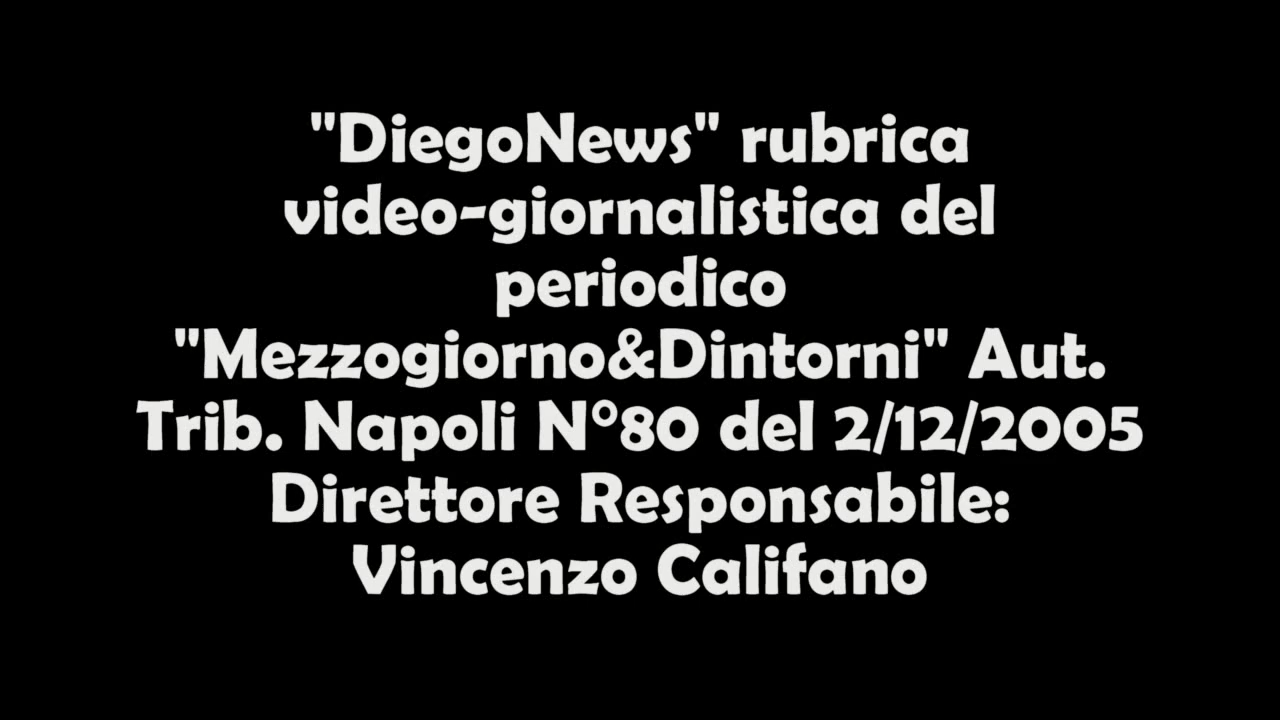 "DiegoNews" rubrica
video-giornalistica del
periodico
"Mezzogiorno&Dintorni" Aut.
Trib. Napoli N°80 del 2/12/2005
Direttore Responsabile:
Vincenzo Califano